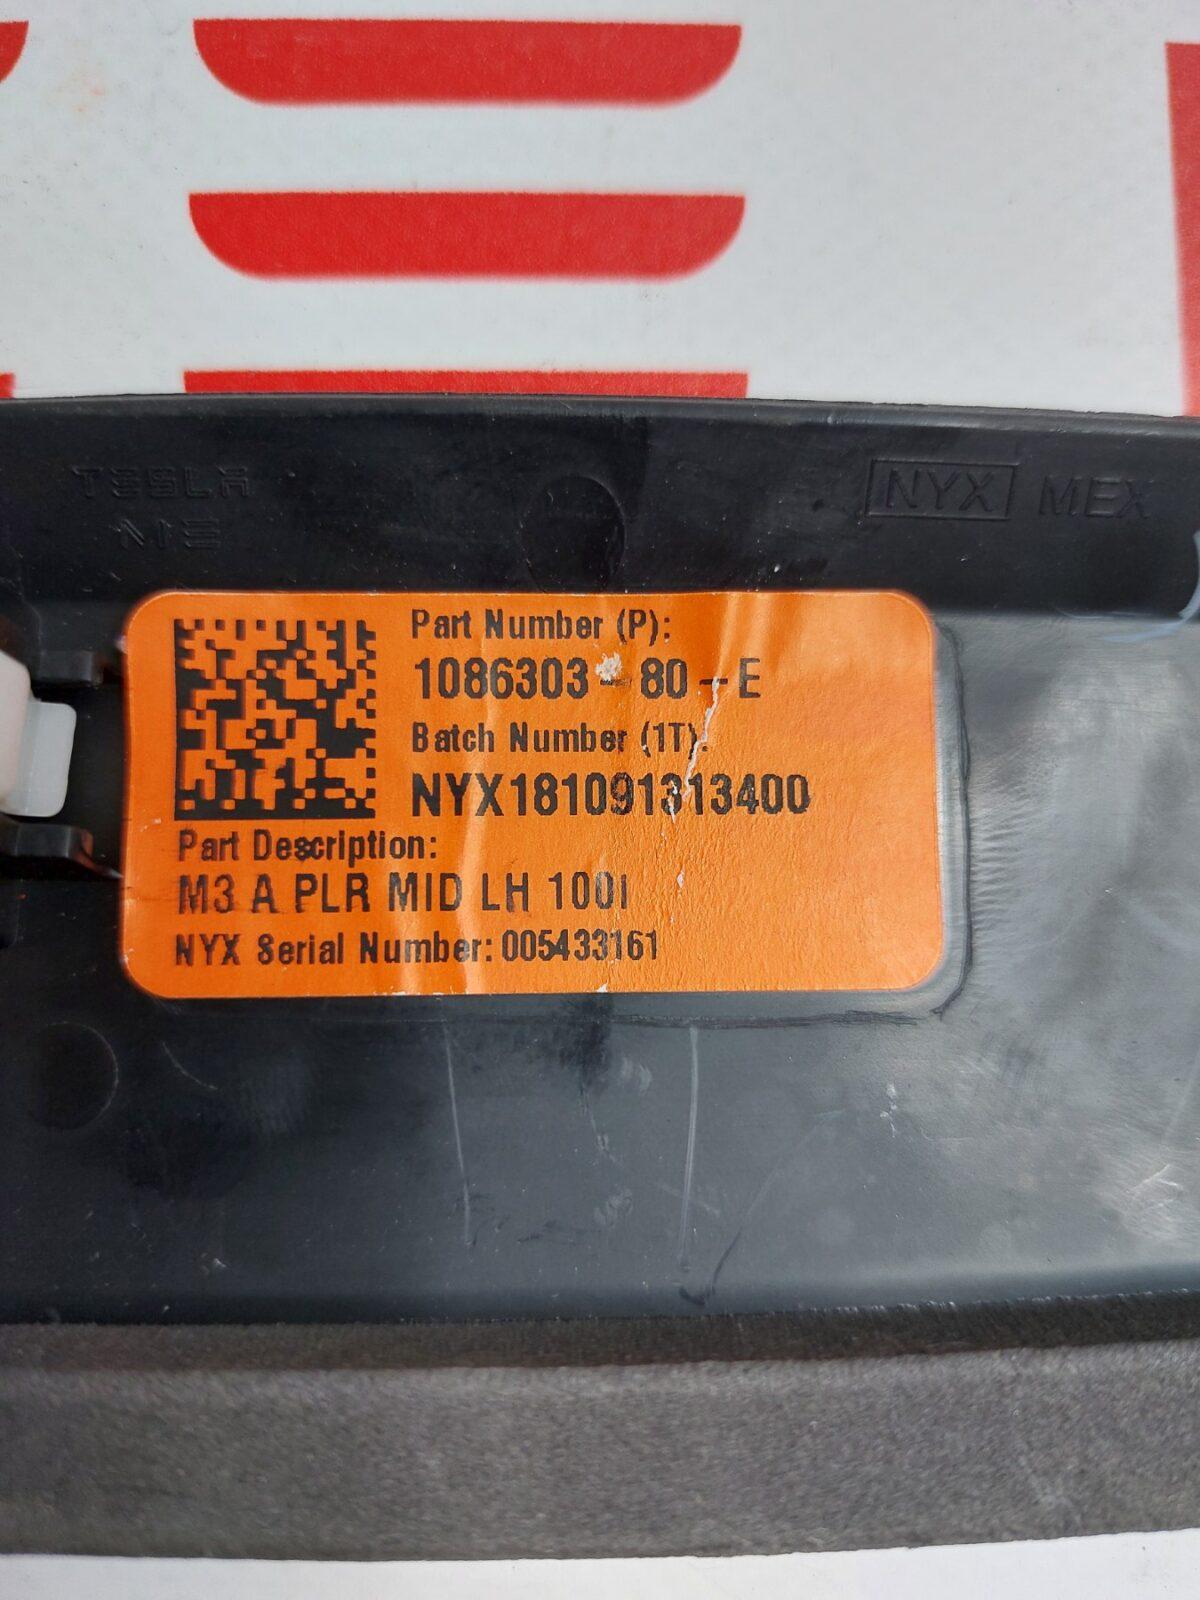 TESLA
M3
NYX MEX
Part Number (P):
1086303-80-E
Batch Number (1T):
NYX181091313400
Part Description:
M3 A PLR MID LH 100I
NYX Serial Number: 005433161